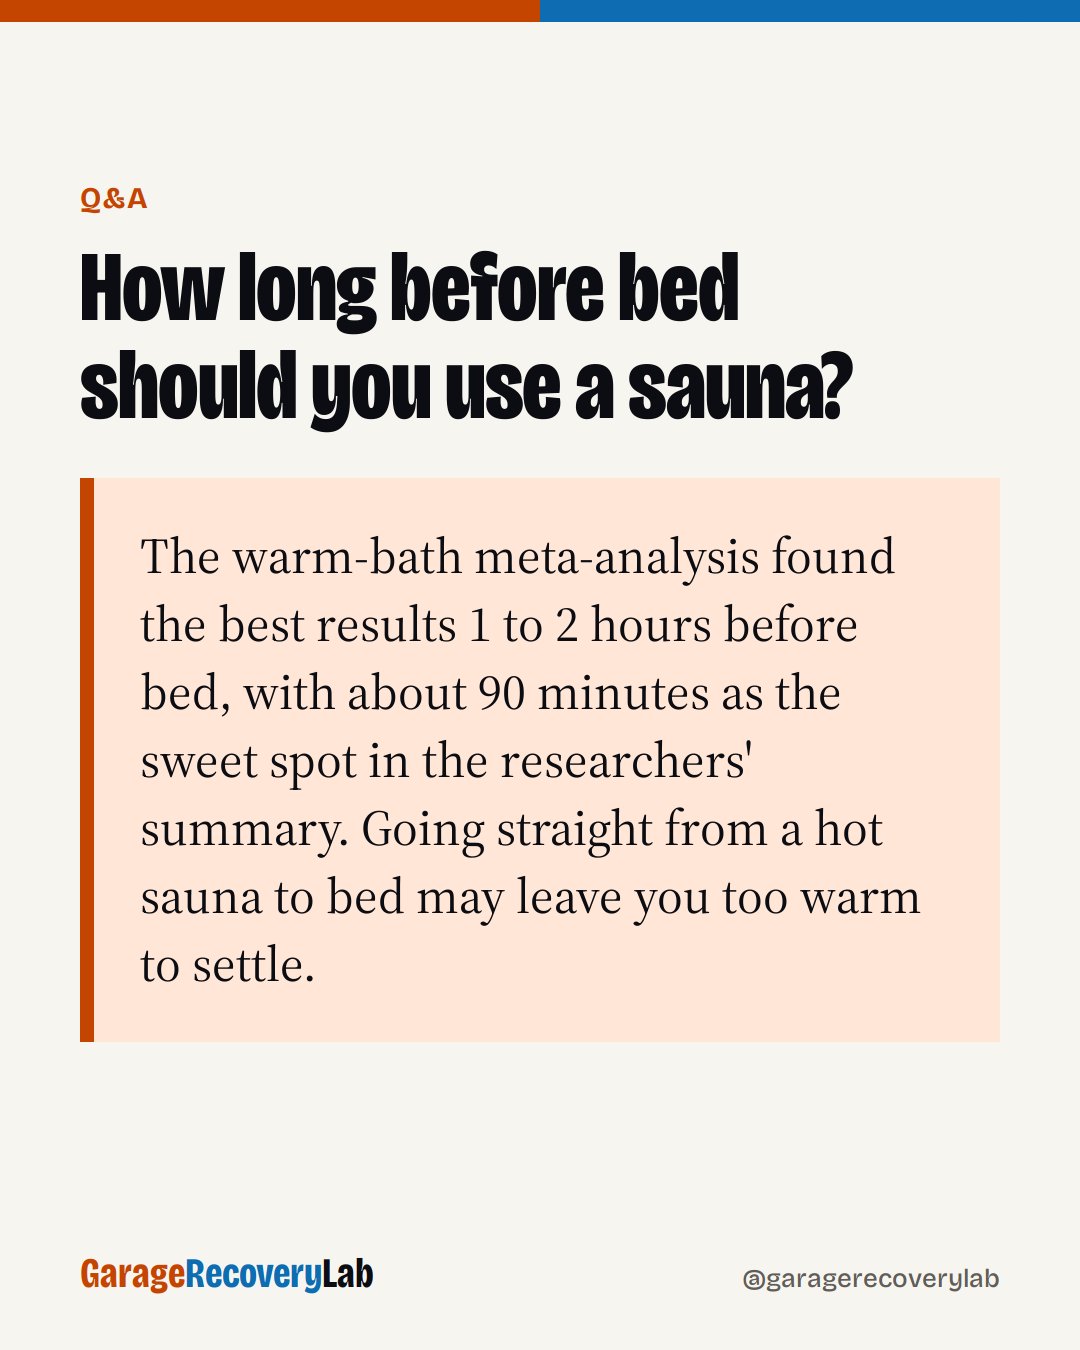 Q&A
How long before bed
should you use a sauna?
The warm-bath meta-analysis found
the best results 1 to 2 hours before
bed, with about 90 minutes as the
sweet spot in the researchers'
summary. Going straight from a hot
sauna to bed may leave you too warm
to settle.
GarageRecoveryLab
@garagerecoverylab